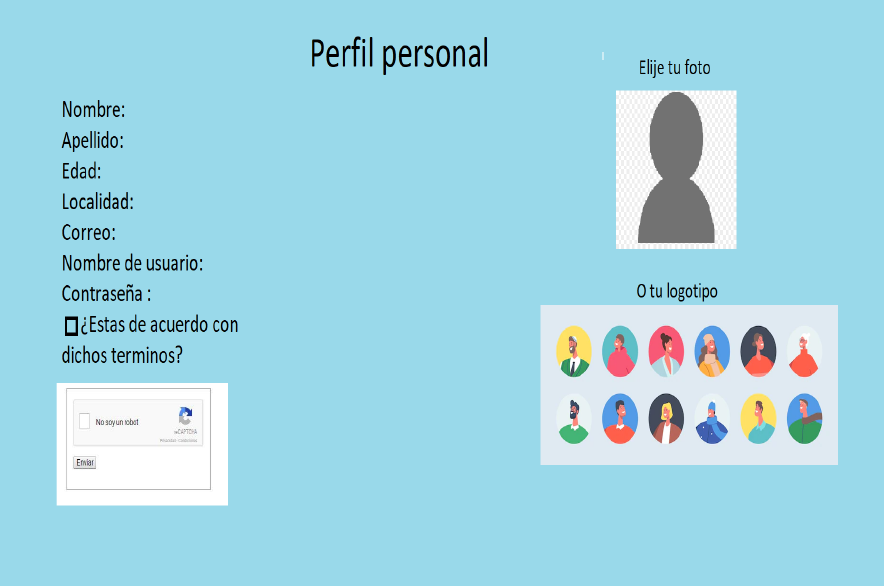 Perfil personal
Elije tu foto
Nombre:
Apellido:
Edad:
Localidad:
Correo:
Nombre de usuario:
Contraseña :
¿Estas de acuerdo con
dichos terminos?
O tu logotipo
No soy un robot
reCAPTCHA
Privacidad - Condiciones
Enviar